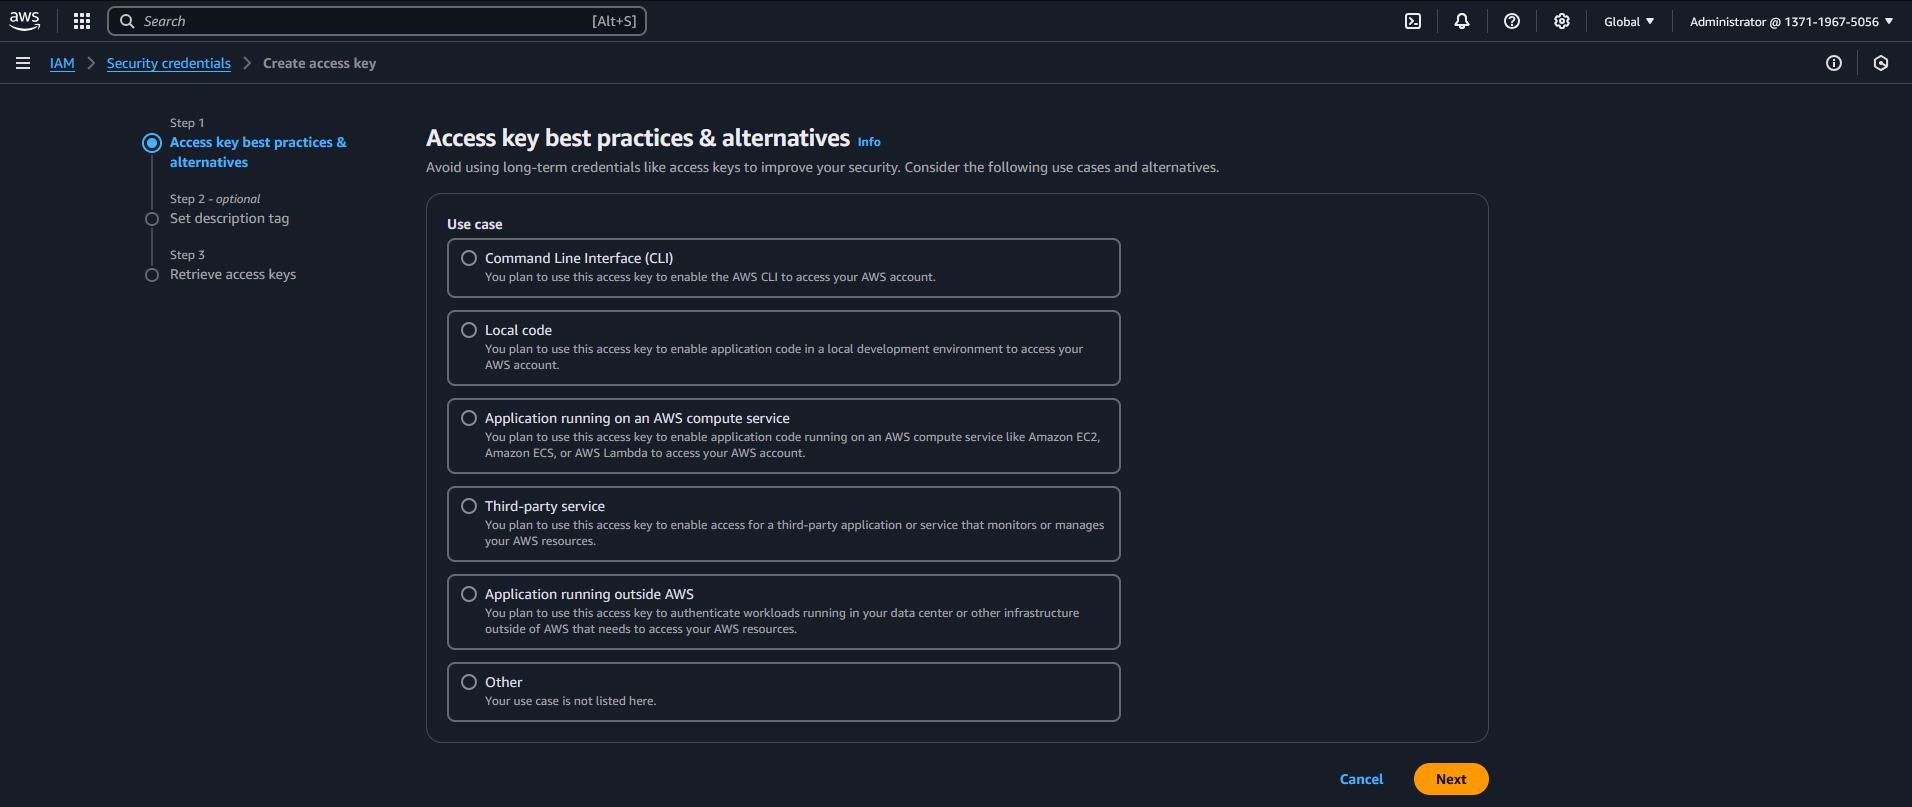 aws
Search
[Alt+S]
Global
Administrator @ 1371-1967-5056
IAM
Security credentials
Create access key
Step 1
Access key best practices &
alternatives
Step 2 - optional
Set description tag
Step 3
Retrieve access keys
Access key best practices & alternatives Info
Avoid using long-term credentials like access keys to improve your security. Consider the following use cases and alternatives.
Use case
Command Line Interface (CLI)
You plan to use this access key to enable the AWS CLI to access your AWS account.
Local code
You plan to use this access key to enable application code in a local development environment to access your
AWS account.
Application running on an AWS compute service
You plan to use this access key to enable application code running on an AWS compute service like Amazon EC2,
Amazon ECS, or AWS Lambda to access your AWS account.
Third-party service
You plan to use this access key to enable access for a third-party application or service that monitors or manages
your AWS resources.
Application running outside AWS
You plan to use this access key to authenticate workloads running in your data center or other infrastructure
outside of AWS that needs to access your AWS resources.
Other
Your use case is not listed here.
Cancel
Next